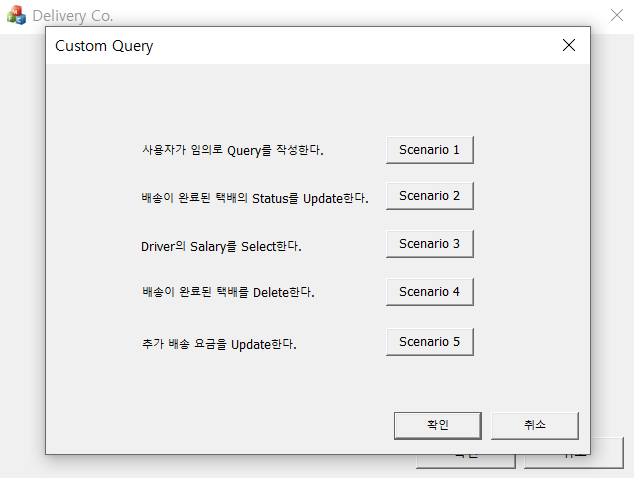 Delivery Co.
Custom Query
사용자가 임의로 Query를 작성한다.
Scenario 1
배송이 완료된 택배의 Status를 Update한다.
Scenario 2
Driver의 Salary를 Select한다.
Scenario 3
배송이 완료된 택배를 Delete한다.
Scenario 4
추가 배송 요금을 Update한다.
Scenario 5
확인
취소